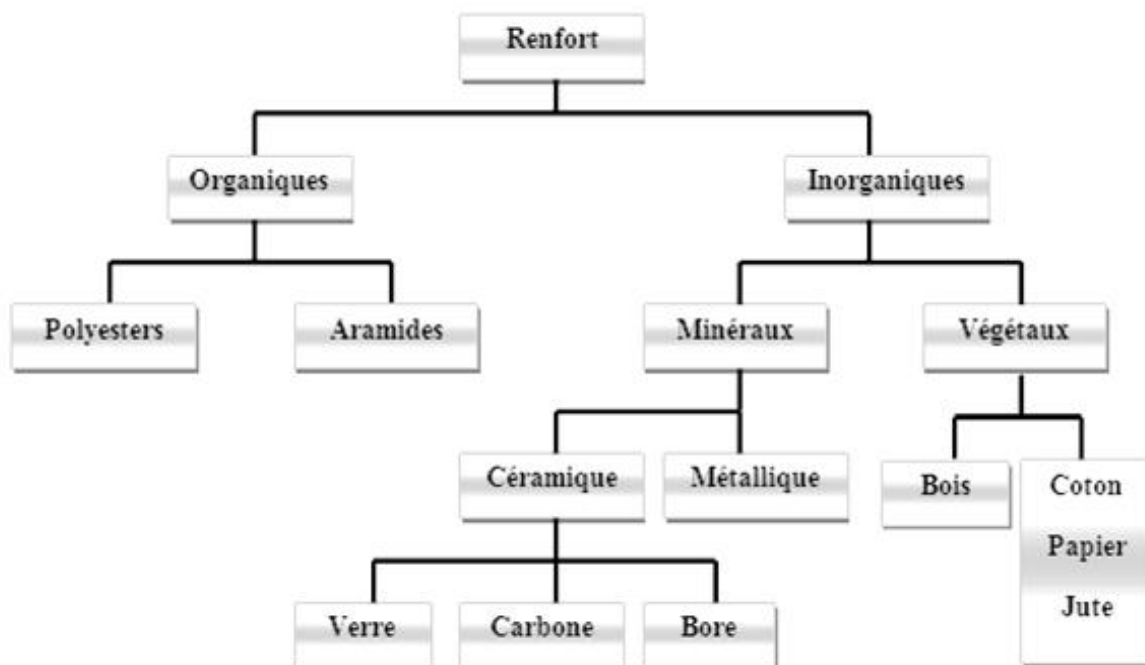 Renfort
Organiques
Inorganiques
Polyesters
Aramides
Minéraux
Végétaux
Céramique
Métallique
Bois
Coton
Papier
Jute
Verre
Carbone
Bore